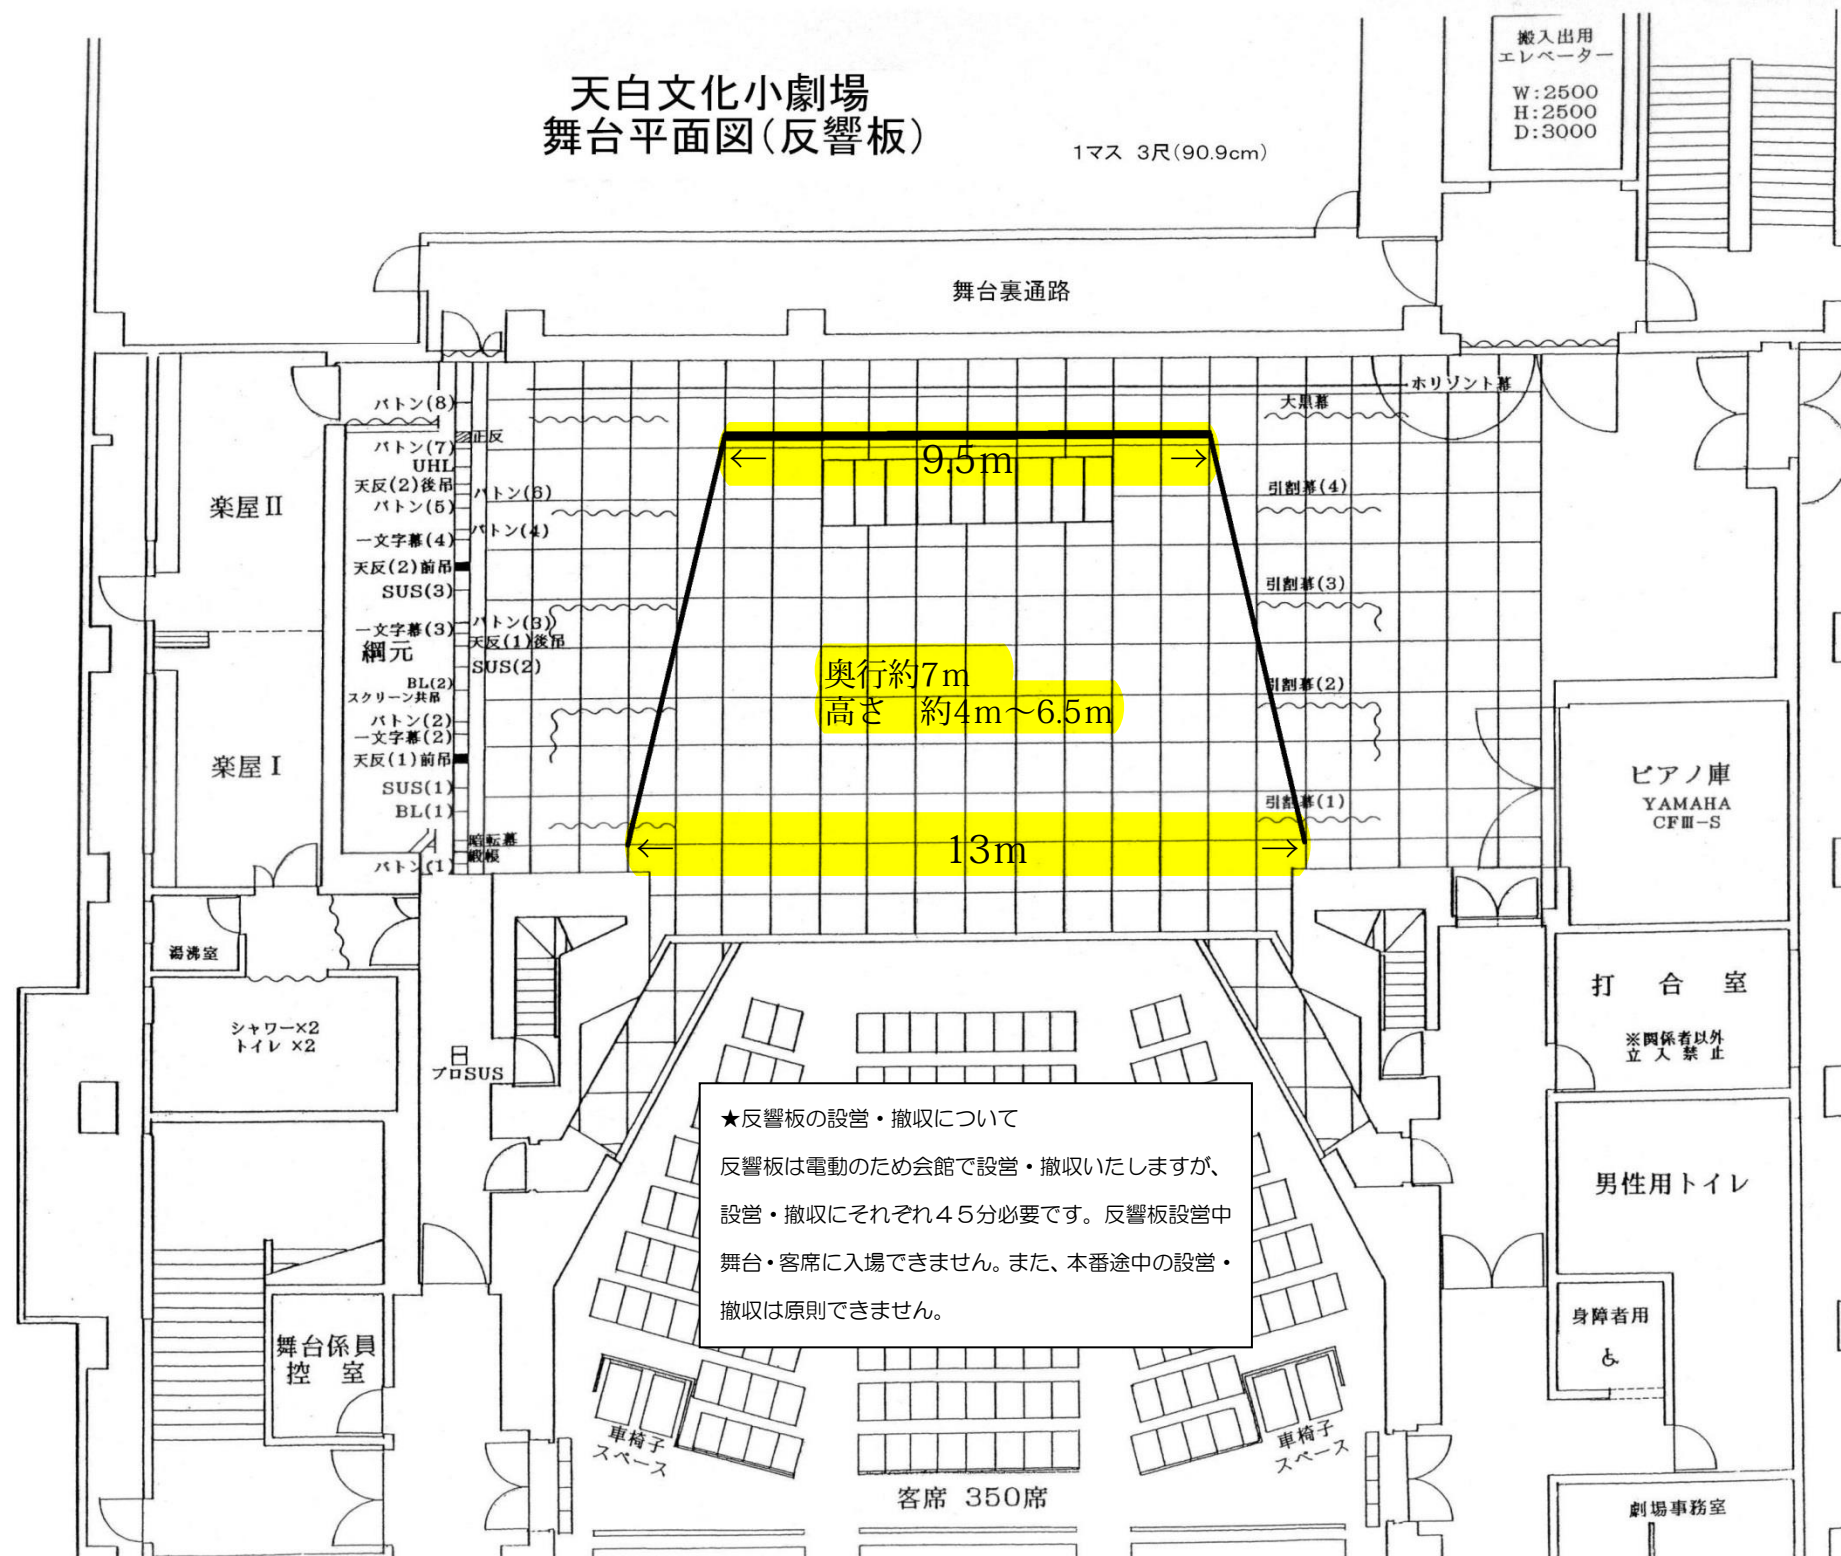 天白文化小劇場
舞台平面図(反響板)
1マス 3尺(90.9cm)
搬入出用
エレベーター
W:2500
H:2500
D:3000
舞台裏通路
ホリゾント幕
大黒幕
バトン(8)
正反
バトン(7)
UHL
天反(2)後吊
バトン(6)
バトン(5)
バトン(4)
一文字幕(4)
天反(2)前吊
SUS(3)
バトン(3)
一文字幕(3)
天反(1)後吊
綱元
SUS(2)
BL(2)
スクリーン共吊
バトン(2)
一文字幕(2)
天反(1)前吊
SUS(1)
BL(1)
暗転幕
緞帳
バトン(1)
楽屋Ⅱ
楽屋Ⅰ
← 9.5m →
奥行約7m
高さ 約4m～6.5m
← 13m →
引割幕(4)
引割幕(3)
引割幕(2)
引割幕(1)
ピアノ庫
YAMAHA
CFⅢ-S
湯沸室
シャワー×2
トイレ ×2
プロSUS
打 合 室
※関係者以外
立 入 禁 止
★反響板の設営・撤収について
反響板は電動のため会館で設営・撤収いたしますが、
設営・撤収にそれぞれ４５分必要です。反響板設営中
舞台・客席に入場できません。また、本番途中の設営・
撤収は原則できません。
男性用トイレ
身障者用
舞台係員
控 室
車椅子
スペース
車椅子
スペース
客席 350席
劇場事務室